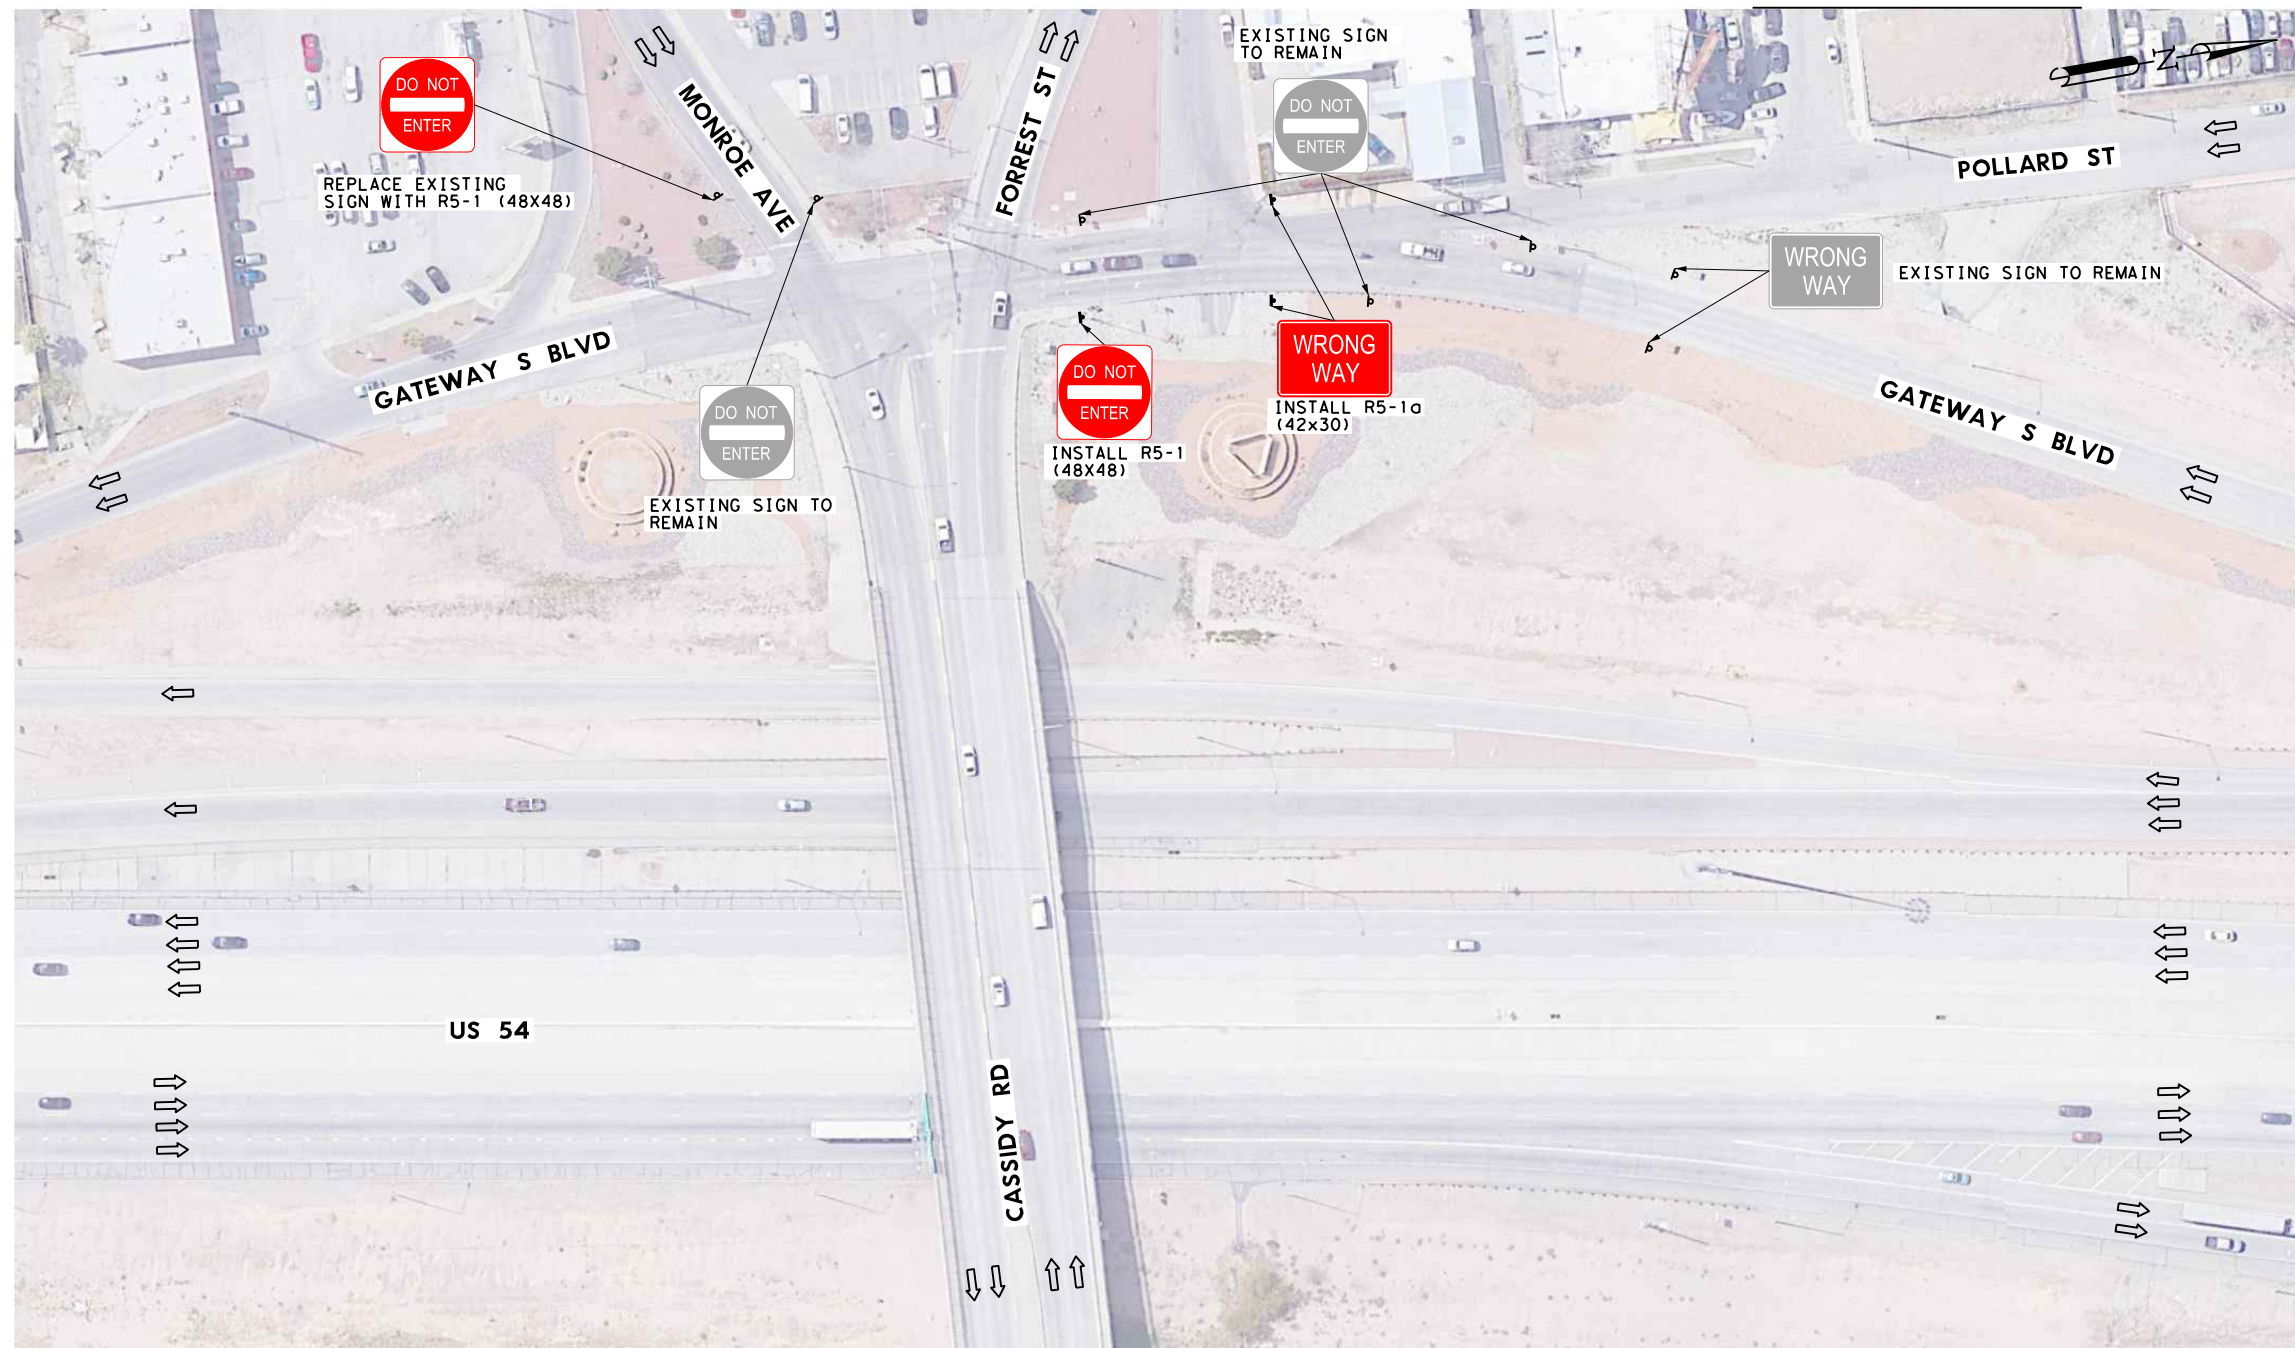 EXISTING SIGN
TO REMAIN
DO NOT
ENTER
REPLACE EXISTING
SIGN WITH R5-1 (48X48)
MONROE AVE
FORREST ST
DO NOT
ENTER
N
POLLARD ST
WRONG
WAY
EXISTING SIGN TO REMAIN
GATEWAY S BLVD
DO NOT
ENTER
EXISTING SIGN TO
REMAIN
DO NOT
ENTER
INSTALL R5-1
(48X48)
WRONG
WAY
INSTALL R5-1a
(42x30)
GATEWAY S BLVD
US 54
CASSIDY RD